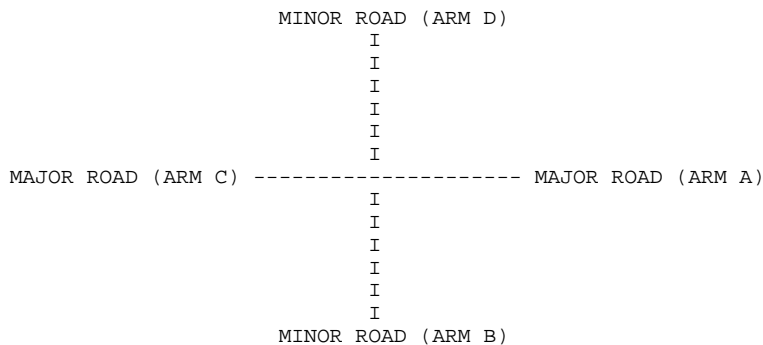 MINOR ROAD (ARM D)
I
I
I
I
I
I
MAJOR ROAD (ARM C) --------------------- MAJOR ROAD (ARM A)
I
I
I
I
I
I
MINOR ROAD (ARM B)